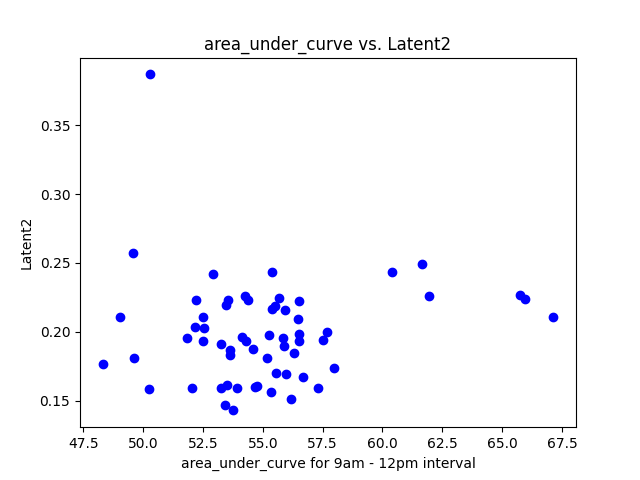 area_under_curve vs. Latent2
Latent2
0.35
0.30
0.25
0.20
0.15
47.5 50.0 52.5 55.0 57.5 60.0 62.5 65.0 67.5
area_under_curve for 9am - 12pm interval